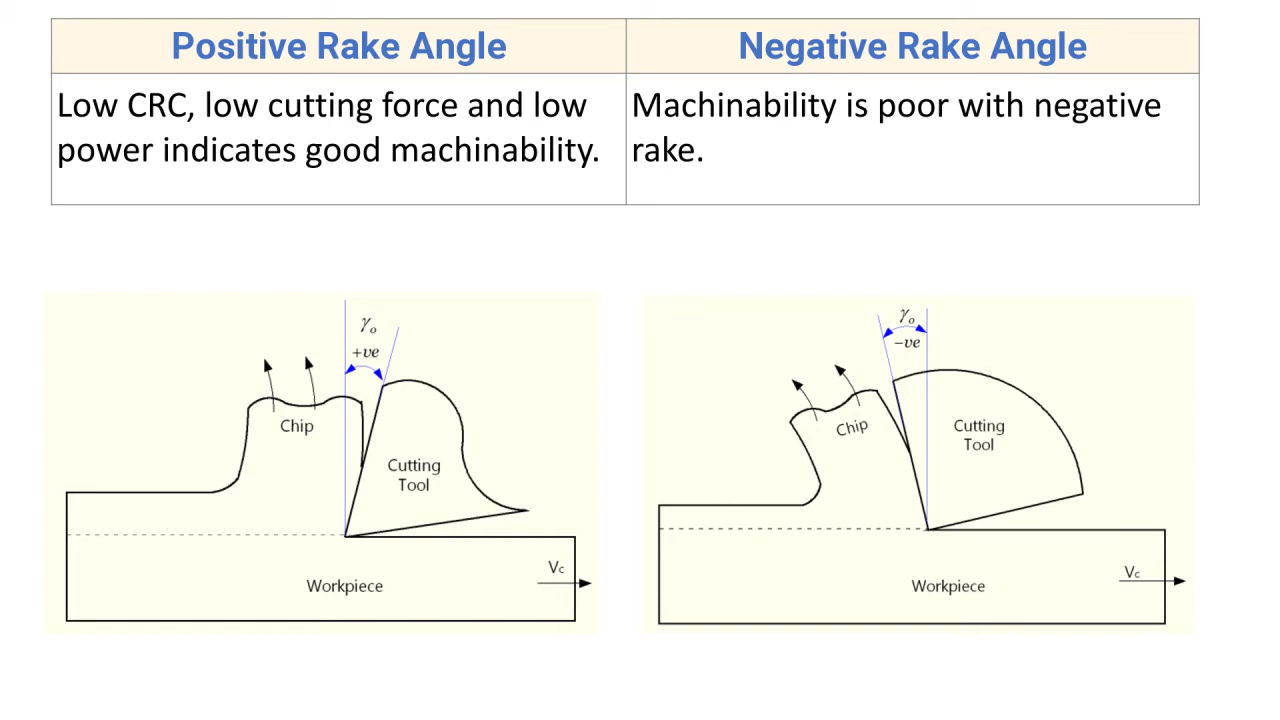 Positive Rake Angle
Negative Rake Angle
Low CRC, low cutting force and low
power indicates good machinability.
Machinability is poor with negative
rake.
γₒ
+ve
Chip
Cutting
Tool
Vc
Workpiece
γₒ
−ve
Chip
Cutting
Tool
Vc
Workpiece